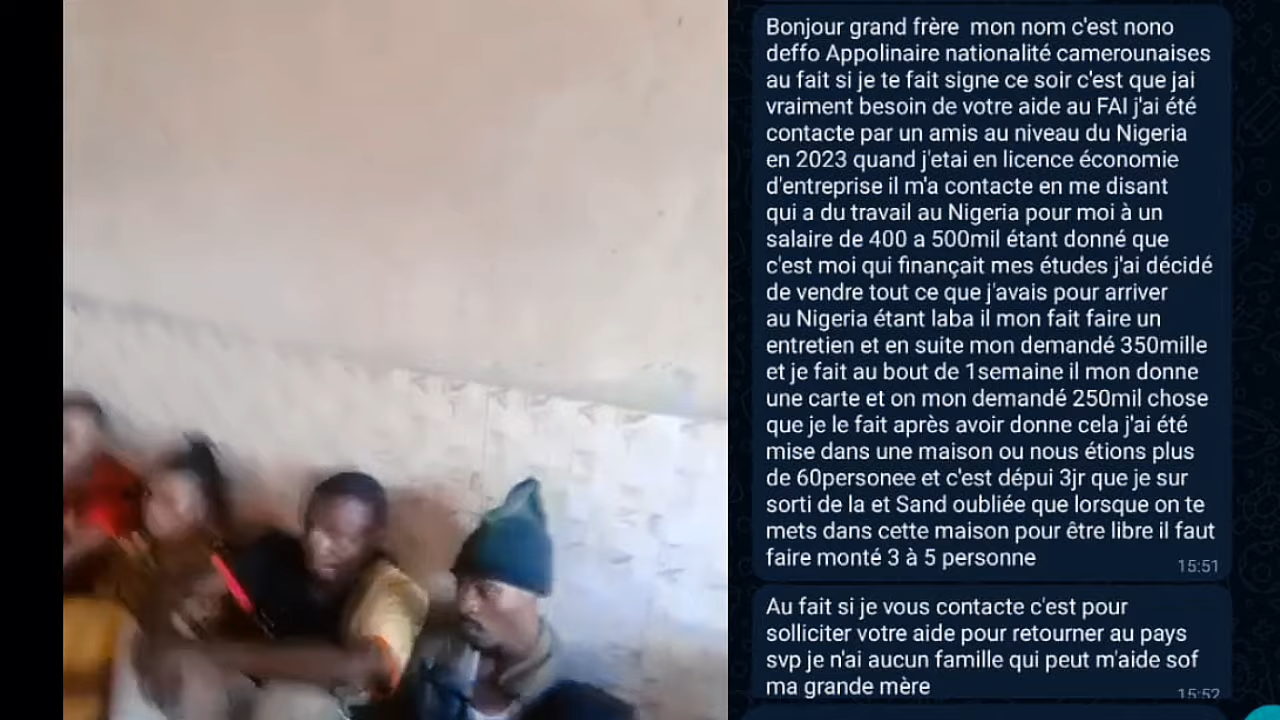 Bonjour grand frère mon nom c'est nono
deffo Appolinaire nationalité camerounaises
au fait si je te fait signe ce soir c'est que jai
vraiment besoin de votre aide au FAI j'ai été
contacte par un amis au niveau du Nigeria
en 2023 quand j'etai en licence économie
d'entreprise il m'a contacte en me disant
qui a du travail au Nigeria pour moi à un
salaire de 400 a 500mil étant donné que
c'est moi qui finançait mes études j'ai décidé
de vendre tout ce que j'avais pour arriver
au Nigeria étant laba il mon fait faire un
entretien et en suite mon demandé 350mille
et je fait au bout de 1semaine il mon donne
une carte et on mon demandé 250mil chose
que je le fait après avoir donne cela j'ai été
mise dans une maison ou nous étions plus
de 60personee et c'est dépui 3jr que je sur
sorti de la et Sand oubliée que lorsque on te
mets dans cette maison pour être libre il faut
faire monté 3 à 5 personne
15:51
Au fait si je vous contacte c'est pour
solliciter votre aide pour retourner au pays
svp je n'ai aucun famille qui peut m'aide sof
ma grande mère
15:52